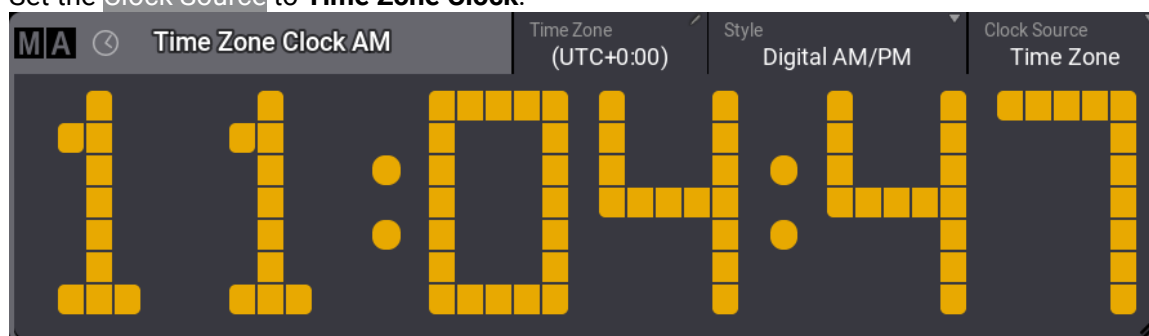 Set the Clock Source to Time Zone Clock.
MA Time Zone Clock AM
Time Zone
(UTC+0:00)
Style
Digital AM/PM
Clock Source
Time Zone
11:04:47